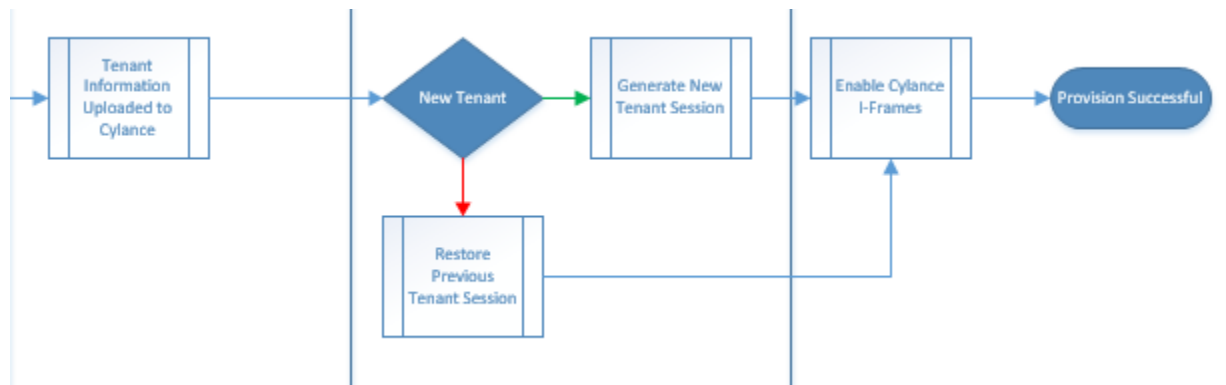 Tenant
Information
Uploaded to
Cylance
New Tenant
Generate New
Tenant Session
Enable Cylance
I-Frames
Provision Successful
Restore
Previous
Tenant Session